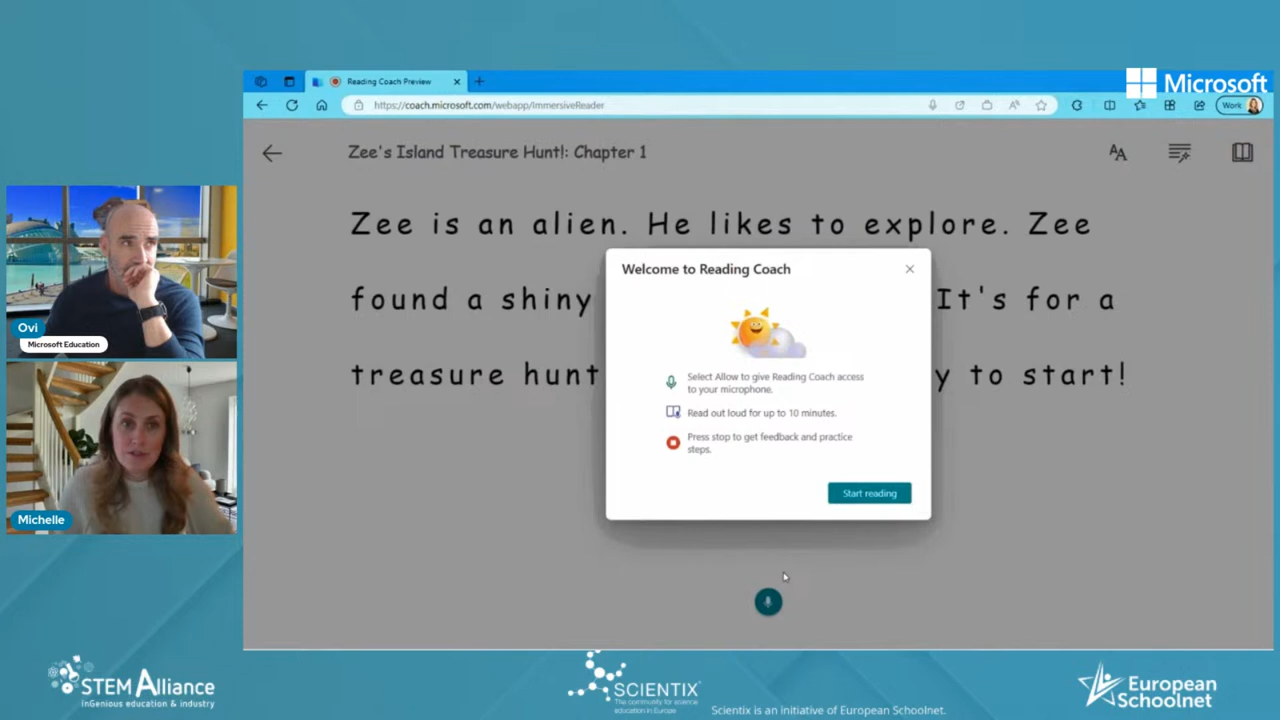 Reading Coach Preview
Microsoft
https://coach.microsoft.com/webapp/ImmersiveReader
Work
Zee's Island Treasure Hunt!: Chapter 1
Zee is an alien. He likes to explore. Zee
found a shiny
It's for a
treasure hunt
y to start!
Welcome to Reading Coach
Select Allow to give Reading Coach access
to your microphone.
Read out loud for up to 10 minutes.
Press stop to get feedback and practice
steps.
Start reading
Ovi
Microsoft Education
Michelle
STEM Alliance
InGenious education & industry
SCIENTIX
The community for science
education in Europe
Scientix is an initiative of European Schoolnet.
European
Schoolnet